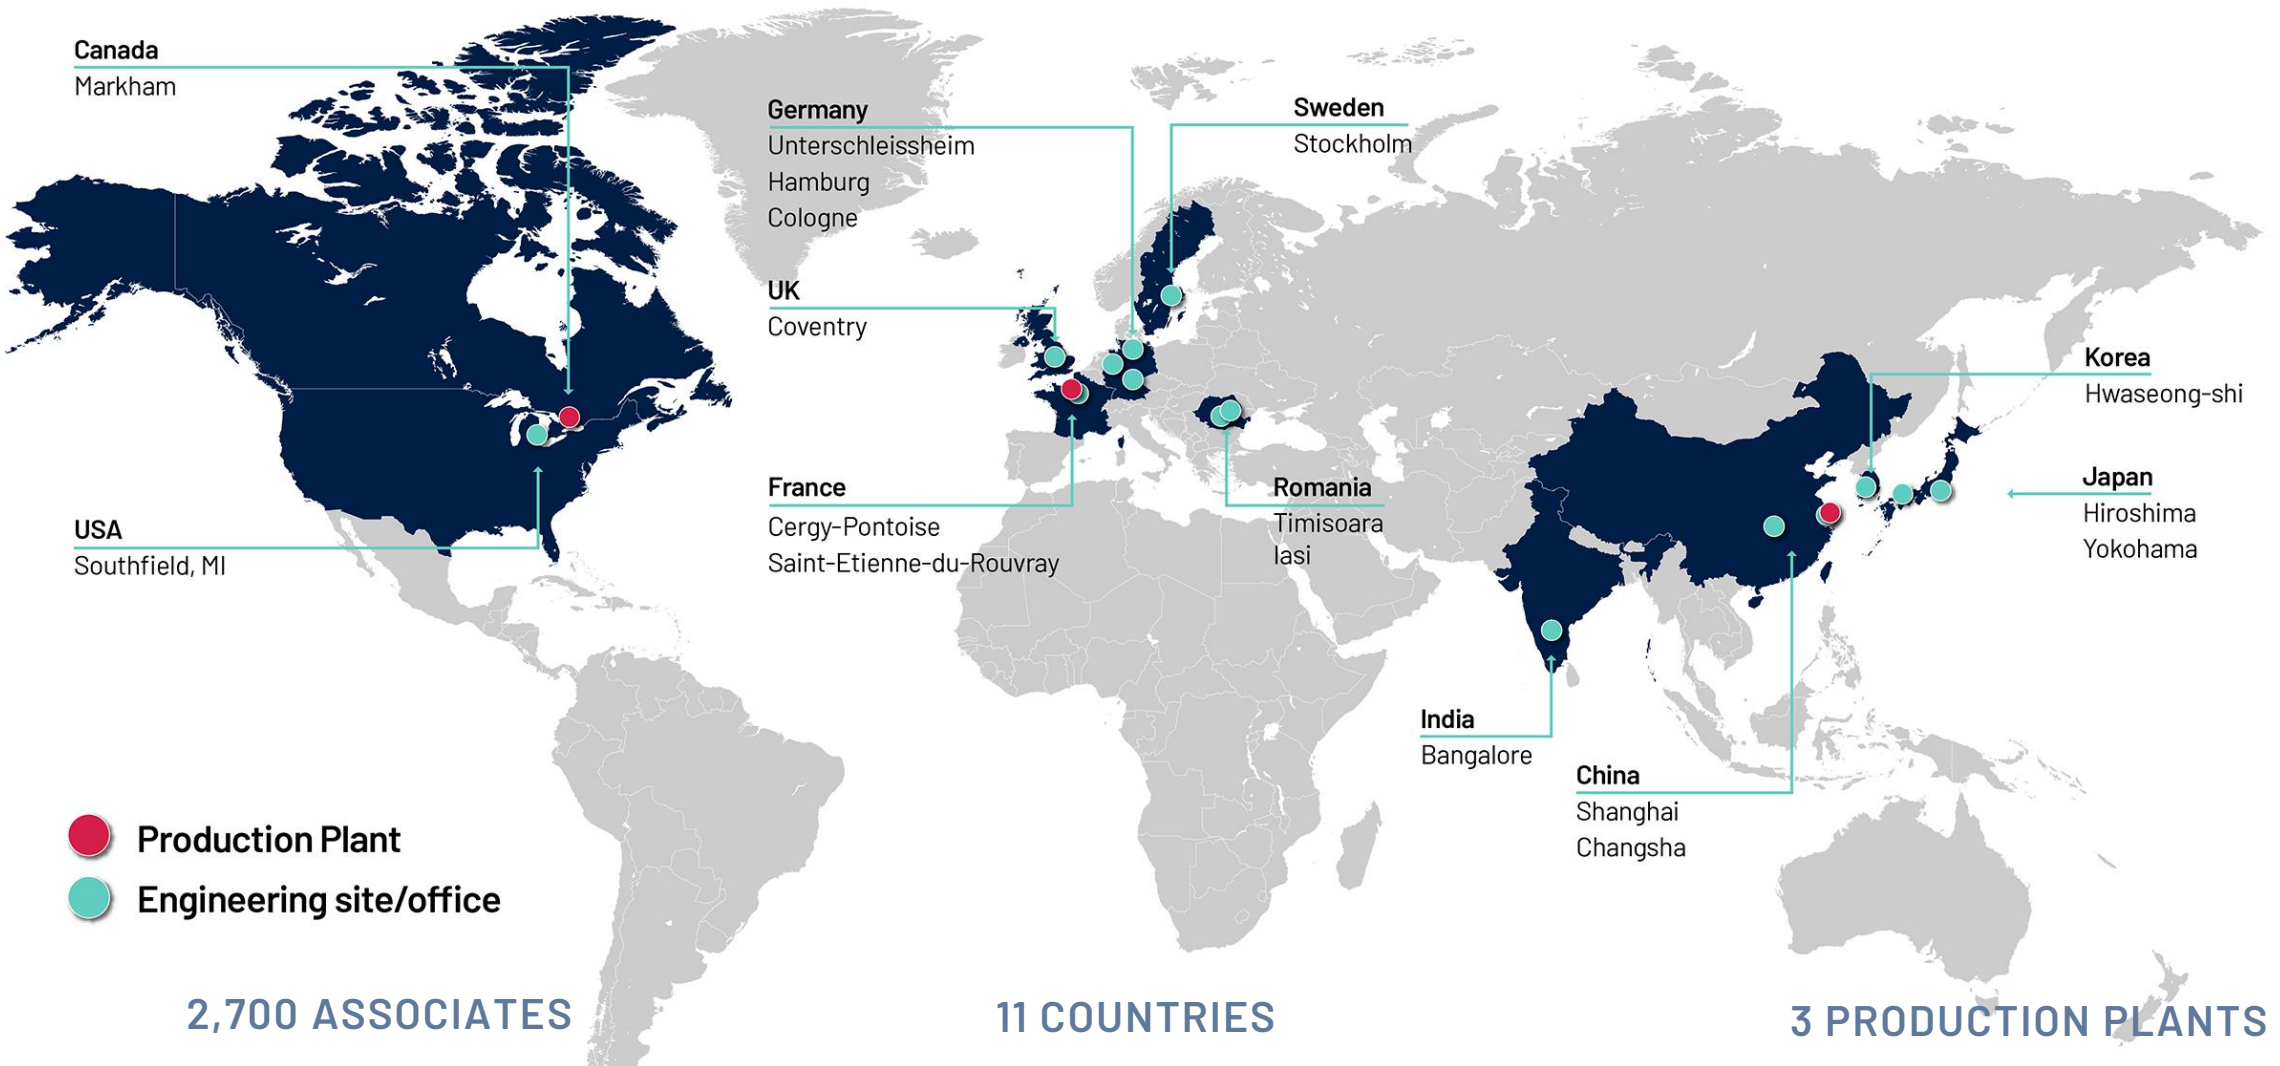 Canada
Markham
Germany
Unterschleissheim
Hamburg
Cologne
Sweden
Stockholm
UK
Coventry
Korea
Hwaseong-shi
USA
Southfield, MI
France
Cergy-Pontoise
Saint-Etienne-du-Rouvray
Romania
Timisoara
Iasi
Japan
Hiroshima
Yokohama
India
Bangalore
China
Shanghai
Changsha
Production Plant
Engineering site/office
2,700 ASSOCIATES
11 COUNTRIES
3 PRODUCTION PLANTS